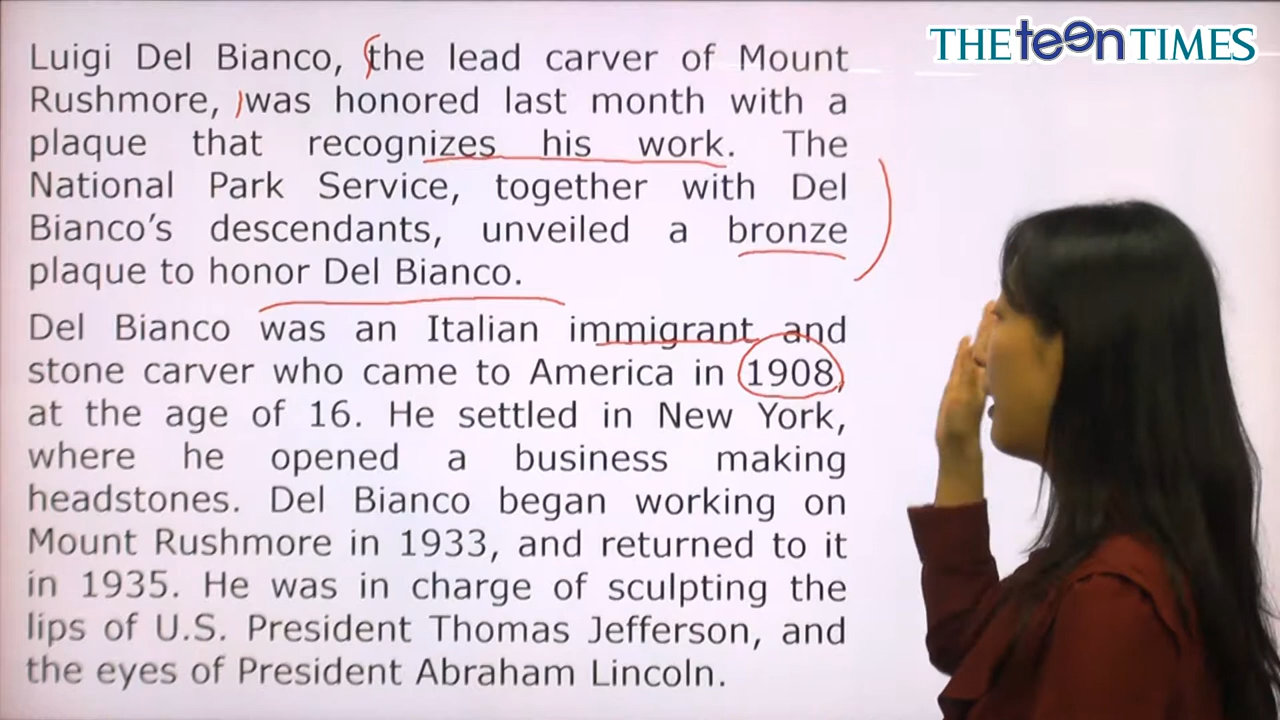 THE teen TIMES
Luigi Del Bianco, the lead carver of Mount
Rushmore, was honored last month with a
plaque that recognizes his work. The
National Park Service, together with Del
Bianco's descendants, unveiled a bronze
plaque to honor Del Bianco.
Del Bianco was an Italian immigrant and
stone carver who came to America in 1908,
at the age of 16. He settled in New York,
where he opened a business making
headstones. Del Bianco began working on
Mount Rushmore in 1933, and returned to it
in 1935. He was in charge of sculpting the
lips of U.S. President Thomas Jefferson, and
the eyes of President Abraham Lincoln.